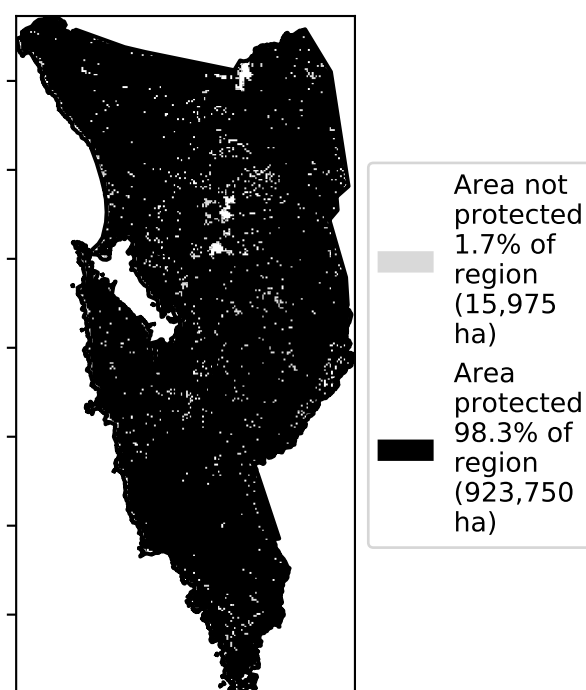 Area not
protected
1.7% of
region
(15,975
ha)
Area
protected
98.3% of
region
(923,750
ha)